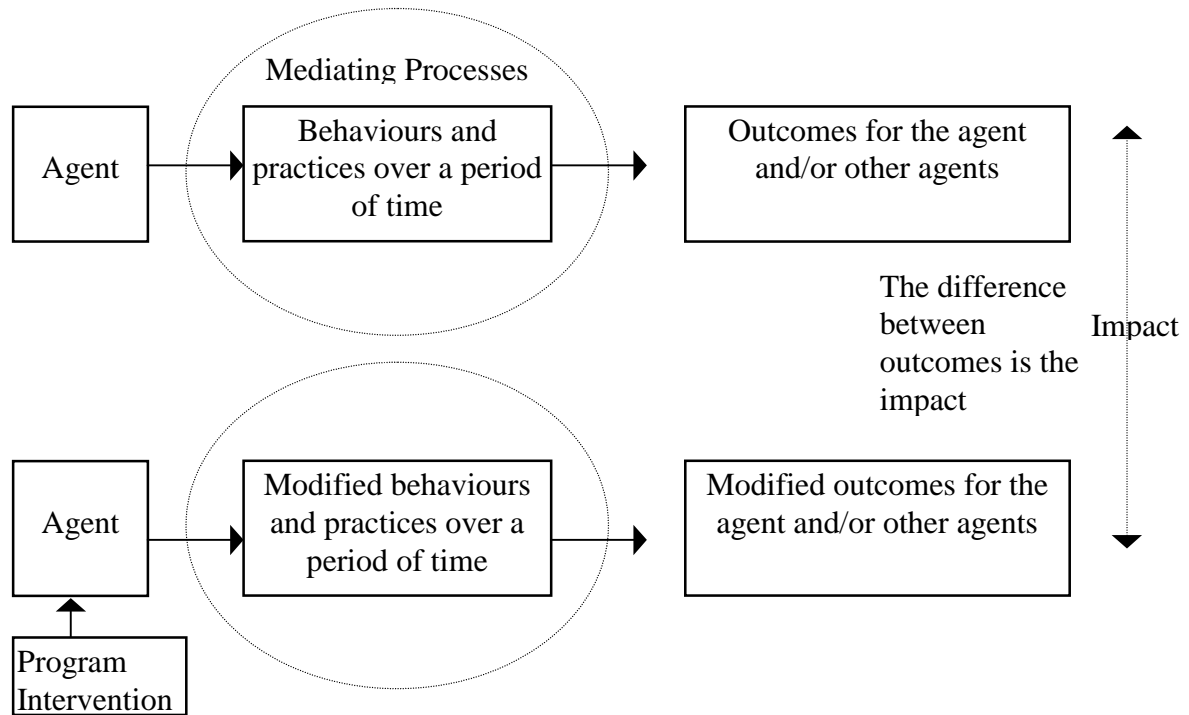 Mediating Processes
Agent
Behaviours and
practices over a period
of time
Outcomes for the agent
and/or other agents
The difference
between
outcomes is the
impact
Impact
Agent
Modified behaviours
and practices over a
period of time
Modified outcomes for the
agent and/or other agents
Program
Intervention